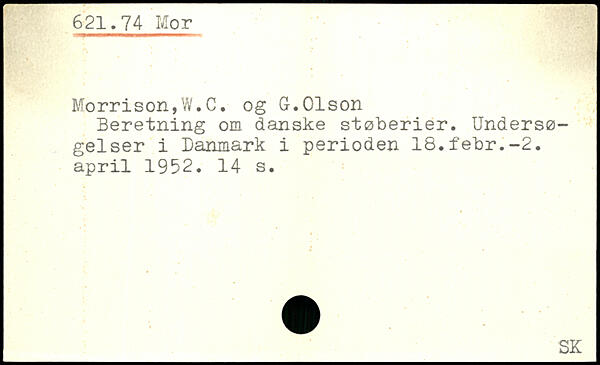 621.74 Mor
Morrison,W.C. og G.Olson
Beretning om danske støberier. Undersø-
gelser i Danmark i perioden 18.febr.-2.
april 1952. 14 s.
SK